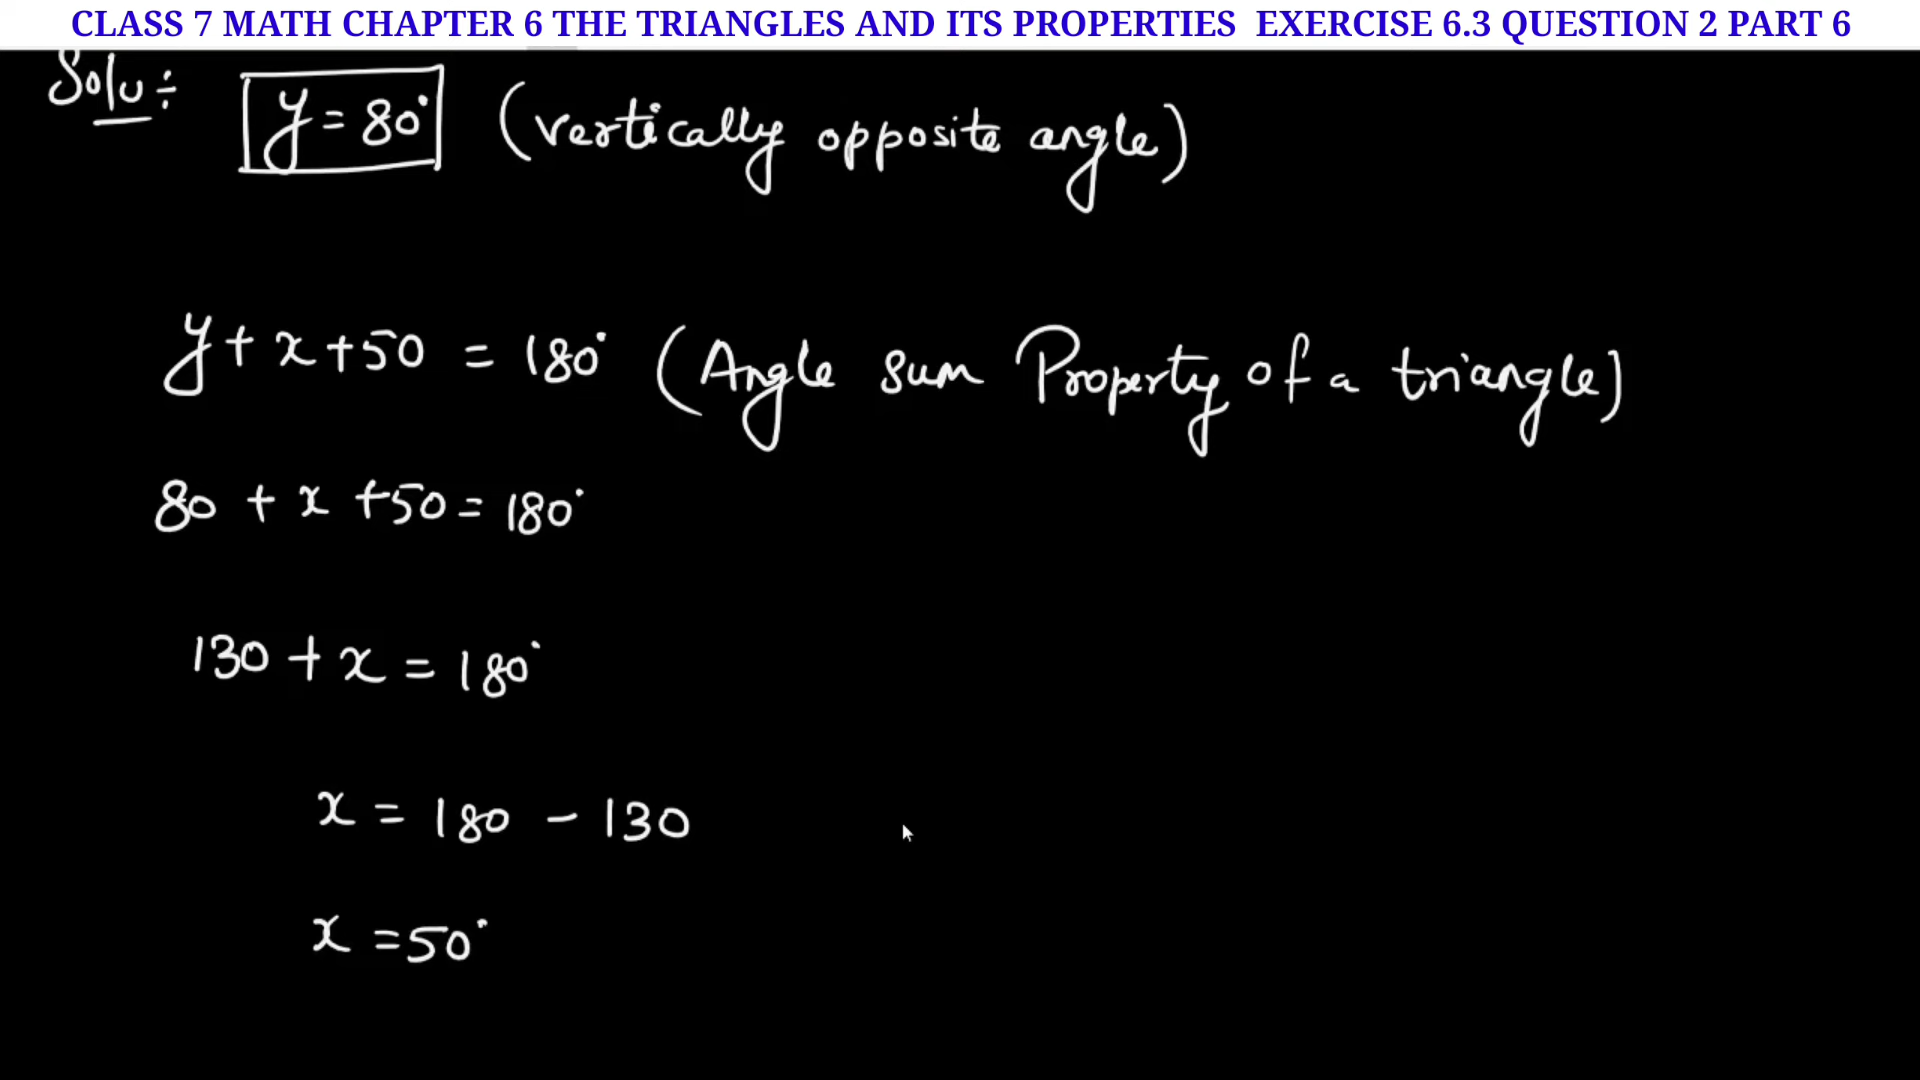 CLASS 7 MATH CHAPTER 6 THE TRIANGLES AND ITS PROPERTIES EXERCISE 6.3 QUESTION 2 PART 6
Solu ÷ y = 80° (vertically opposite angle)
y + x + 50 = 180° (Angle sum Property of a triangle)
80 + x + 50 = 180°
130 + x = 180°
x = 180 - 130
x = 50°